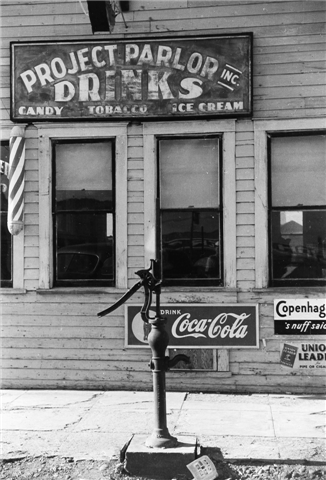 PROJECT PARLOR INC.
DRINKS
CANDY TOBACCO ICE CREAM
DRINK
Coca-Cola
Copenhag
's nuff said
UNIO
LEADE